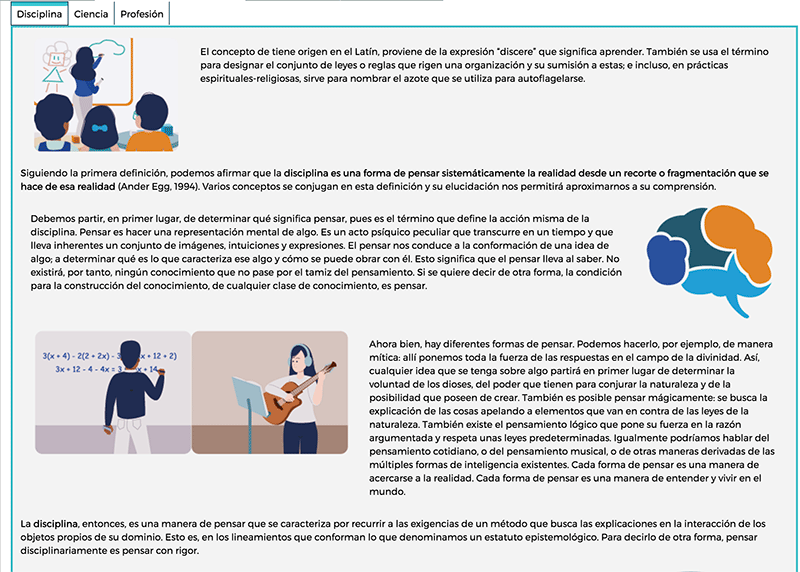 Disciplina
Ciencia
Profesión
El concepto de tiene origen en el Latín, proviene de la expresión “discere” que significa aprender. También se usa el término
para designar el conjunto de leyes o reglas que rigen una organización y su sumisión a estas; e incluso, en prácticas
espirituales-religiosas, sirve para nombrar el azote que se utiliza para autoflagelarse.
Siguiendo la primera definición, podemos afirmar que la disciplina es una forma de pensar sistemáticamente la realidad desde un recorte o fragmentación que se
hace de esa realidad (Ander Egg, 1994). Varios conceptos se conjugan en esta definición y su elucidación nos permitirá aproximarnos a su comprensión.
Debemos partir, en primer lugar, de determinar qué significa pensar, pues es el término que define la acción misma de la
disciplina. Pensar es hacer una representación mental de algo. Es un acto psíquico peculiar que transcurre en un tiempo y que
lleva inherentes un conjunto de imágenes, intuiciones y expresiones. El pensar nos conduce a la conformación de una idea de
algo; a determinar qué es lo que caracteriza ese algo y cómo se puede obrar con él. Esto significa que el pensar lleva al saber. No
existirá, por tanto, ningún conocimiento que no pase por el tamiz del pensamiento. Si se quiere decir de otra forma, la condición
para la construcción del conocimiento, de cualquier clase de conocimiento, es pensar.
3(x + 4) - 2(2 + 2x) - 3 x + 12 + 2)
3x + 12 - 4 - 4x = 3 x + 14
Ahora bien, hay diferentes formas de pensar. Podemos hacerlo, por ejemplo, de manera
mítica: allí ponemos toda la fuerza de las respuestas en el campo de la divinidad. Así,
cualquier idea que se tenga sobre algo partirá en primer lugar de determinar la
voluntad de los dioses, del poder que tienen para conjurar la naturaleza y de la
posibilidad que poseen de crear. También es posible pensar mágicamente: se busca la
explicación de las cosas apelando a elementos que van en contra de las leyes de la
naturaleza. También existe el pensamiento lógico que pone su fuerza en la razón
argumentada y respeta unas leyes predeterminadas. Igualmente podríamos hablar del
pensamiento cotidiano, o del pensamiento musical, o de otras maneras derivadas de las
múltiples formas de inteligencia existentes. Cada forma de pensar es una manera de
acercarse a la realidad. Cada forma de pensar es una manera de entender y vivir en el
mundo.
La disciplina, entonces, es una manera de pensar que se caracteriza por recurrir a las exigencias de un método que busca las explicaciones en la interacción de los
objetos propios de su dominio. Esto es, en los lineamientos que conforman lo que denominamos un estatuto epistemológico. Para decirlo de otra forma, pensar
disciplinariamente es pensar con rigor.